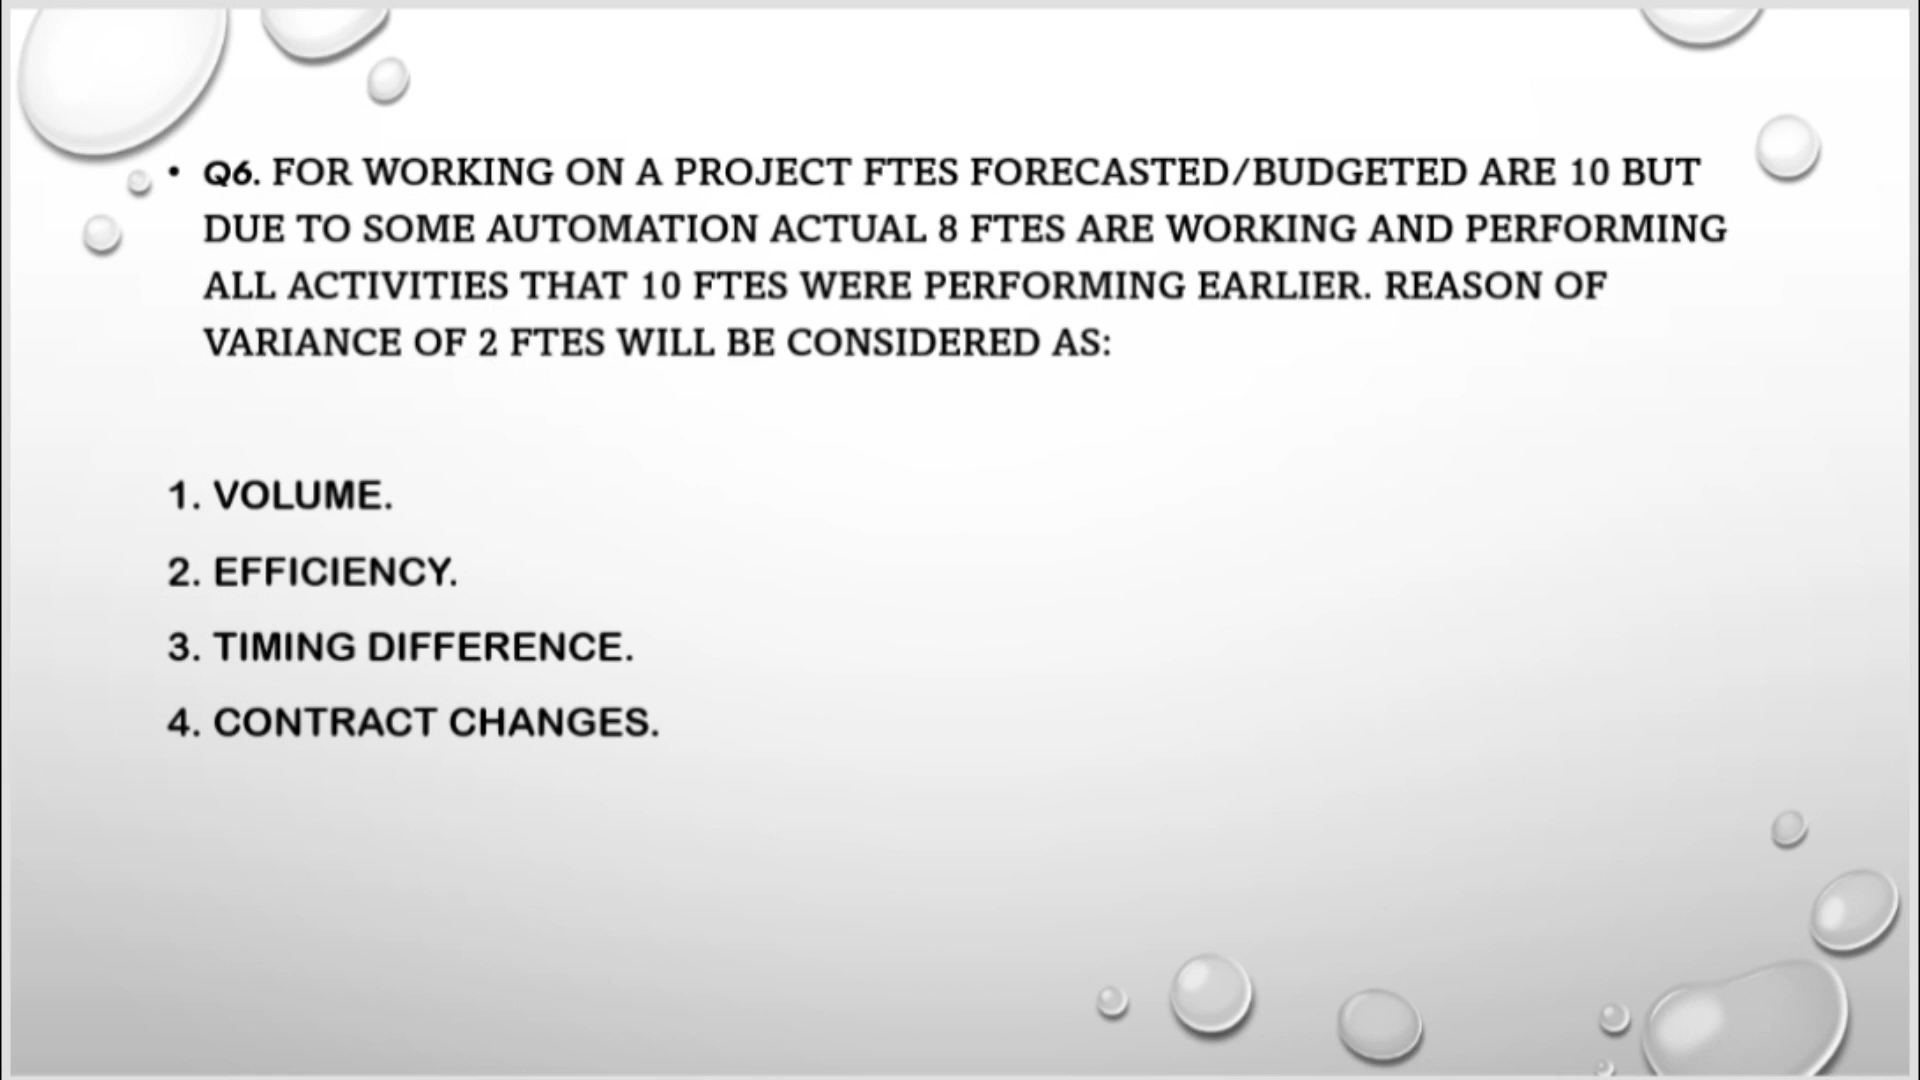 • Q6. FOR WORKING ON A PROJECT FTES FORECASTED/BUDGETED ARE 10 BUT
DUE TO SOME AUTOMATION ACTUAL 8 FTES ARE WORKING AND PERFORMING
ALL ACTIVITIES THAT 10 FTES WERE PERFORMING EARLIER. REASON OF
VARIANCE OF 2 FTES WILL BE CONSIDERED AS:
1. VOLUME.
2. EFFICIENCY.
3. TIMING DIFFERENCE.
4. CONTRACT CHANGES.